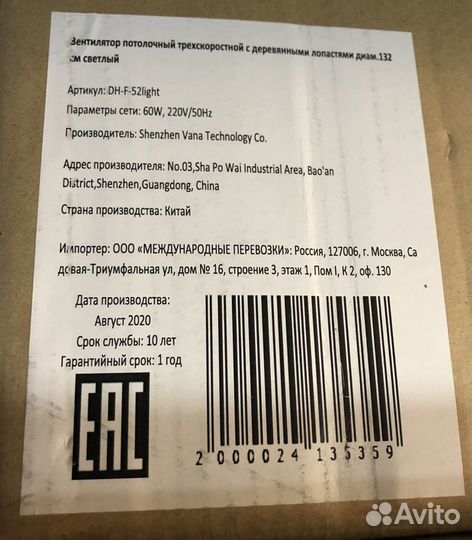 Вентилятор потолочный трехскоростной с деревянными лопастями диам.132
см светлый
Артикул: DH-F-52light
Параметры сети: 60W, 220V/50Hz
Производитель: Shenzhen Vana Technology Co.
Адрес производителя: No.03,Sha Po Wai Industrial Area, Bao'an
District,Shenzhen,Guangdong, China
Страна производства: Китай
Импортер: ООО «МЕЖДУНАРОДНЫЕ ПЕРЕВОЗКИ»: Россия, 127006, г. Москва, Са
довая-Триумфальная ул, дом № 16, строение 3, этаж 1, Пом I, К 2, оф. 130
Дата производства:
Август 2020
Срок службы: 10 лет
Гарантийный срок: 1 год
EAC
2 000024 135359
Avito